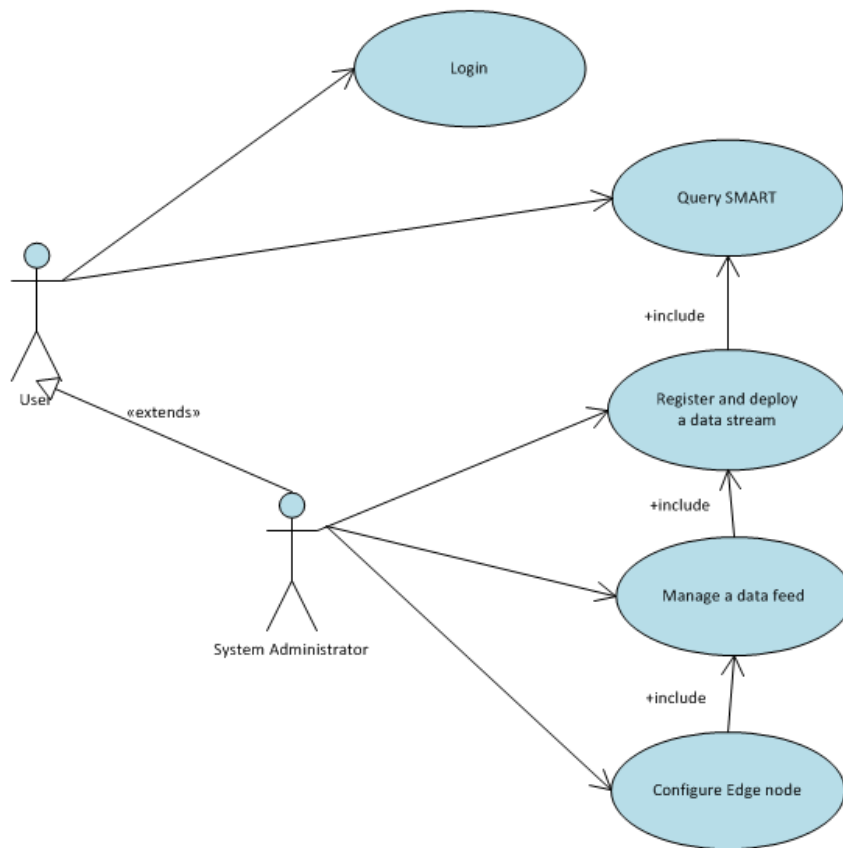 Login
Query SMART
+include
User
«extends»
Register and deploy
a data stream
+include
System Administrator
Manage a data feed
+include
Configure Edge node